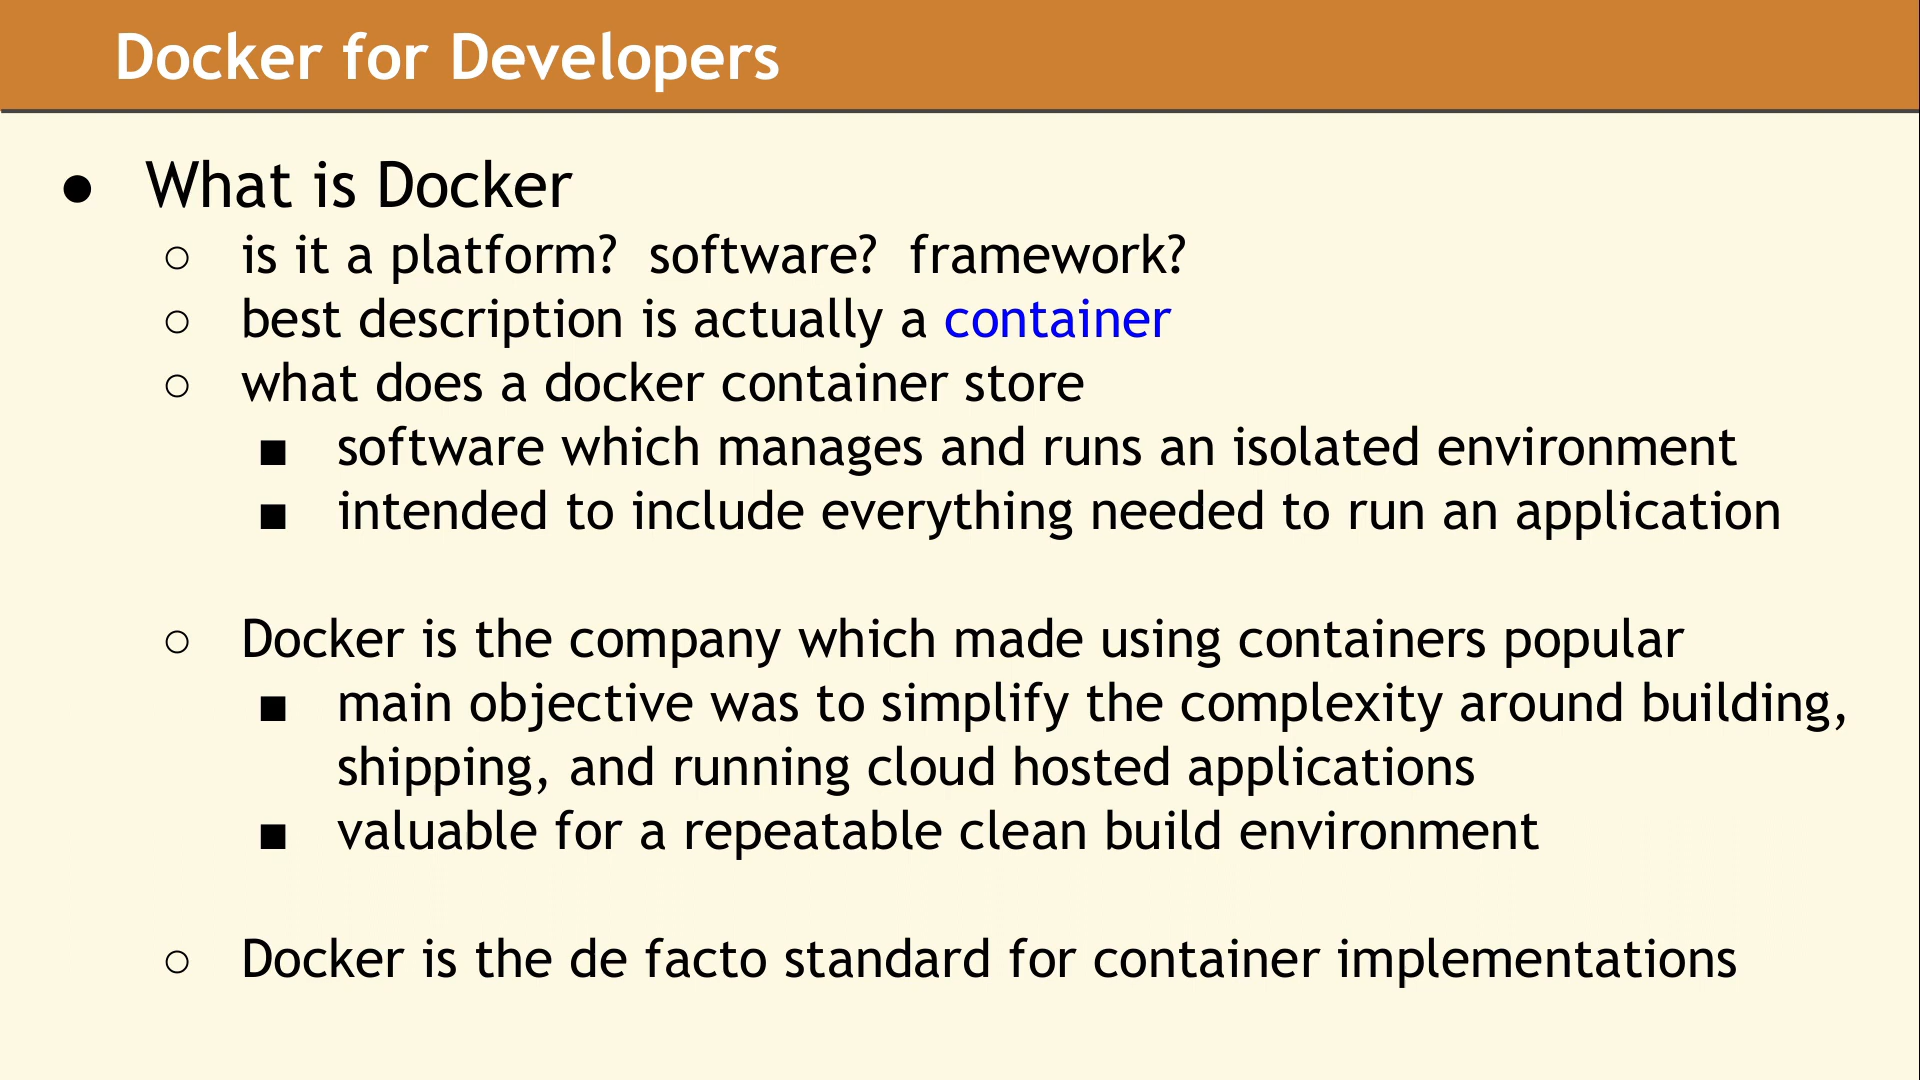 Docker for Developers
● What is Docker
○ is it a platform?  software?  framework?
○ best description is actually a container
○ what does a docker container store
■ software which manages and runs an isolated environment
■ intended to include everything needed to run an application
○ Docker is the company which made using containers popular
■ main objective was to simplify the complexity around building,
shipping, and running cloud hosted applications
■ valuable for a repeatable clean build environment
○ Docker is the de facto standard for container implementations